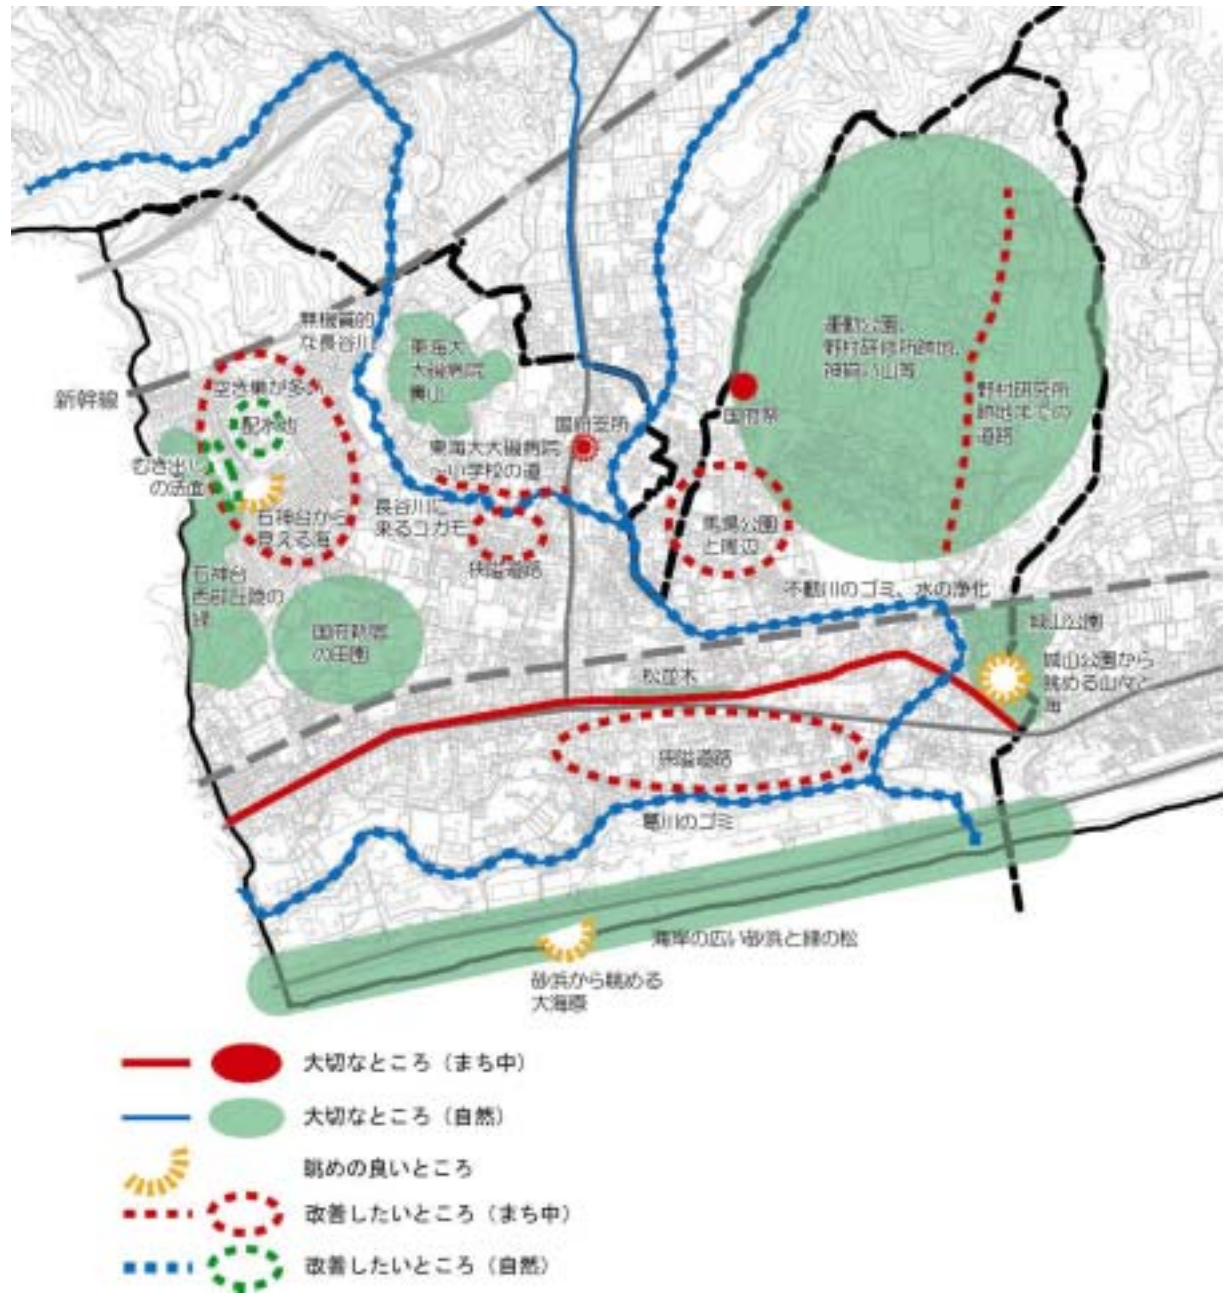 無機質的
な長谷川
東海大
大磯病院
裏山
運動公園、
野村研修所跡地、
野村研究所
跡地までの
道路
新幹線
空き巣が多い
配水池
国府祭
国府支所
東海大大磯病院
～小学校の道
むき出し
の法面
石神台から
見える海
長谷川に
来るコガモ
馬場公園
と周辺
狭隘道路
石神台
西部丘陵の
緑
国府新宿
の田園
不動川のゴミ、水の浄化
城山公園
城山公園から
眺める山々と
海
松並木
狭隘道路
葛川のゴミ
海岸の広い砂浜と緑の松
砂浜から眺める
大海原
大切なところ（まち中）
大切なところ（自然）
眺めの良いところ
改善したいところ（まち中）
改善したいところ（自然）